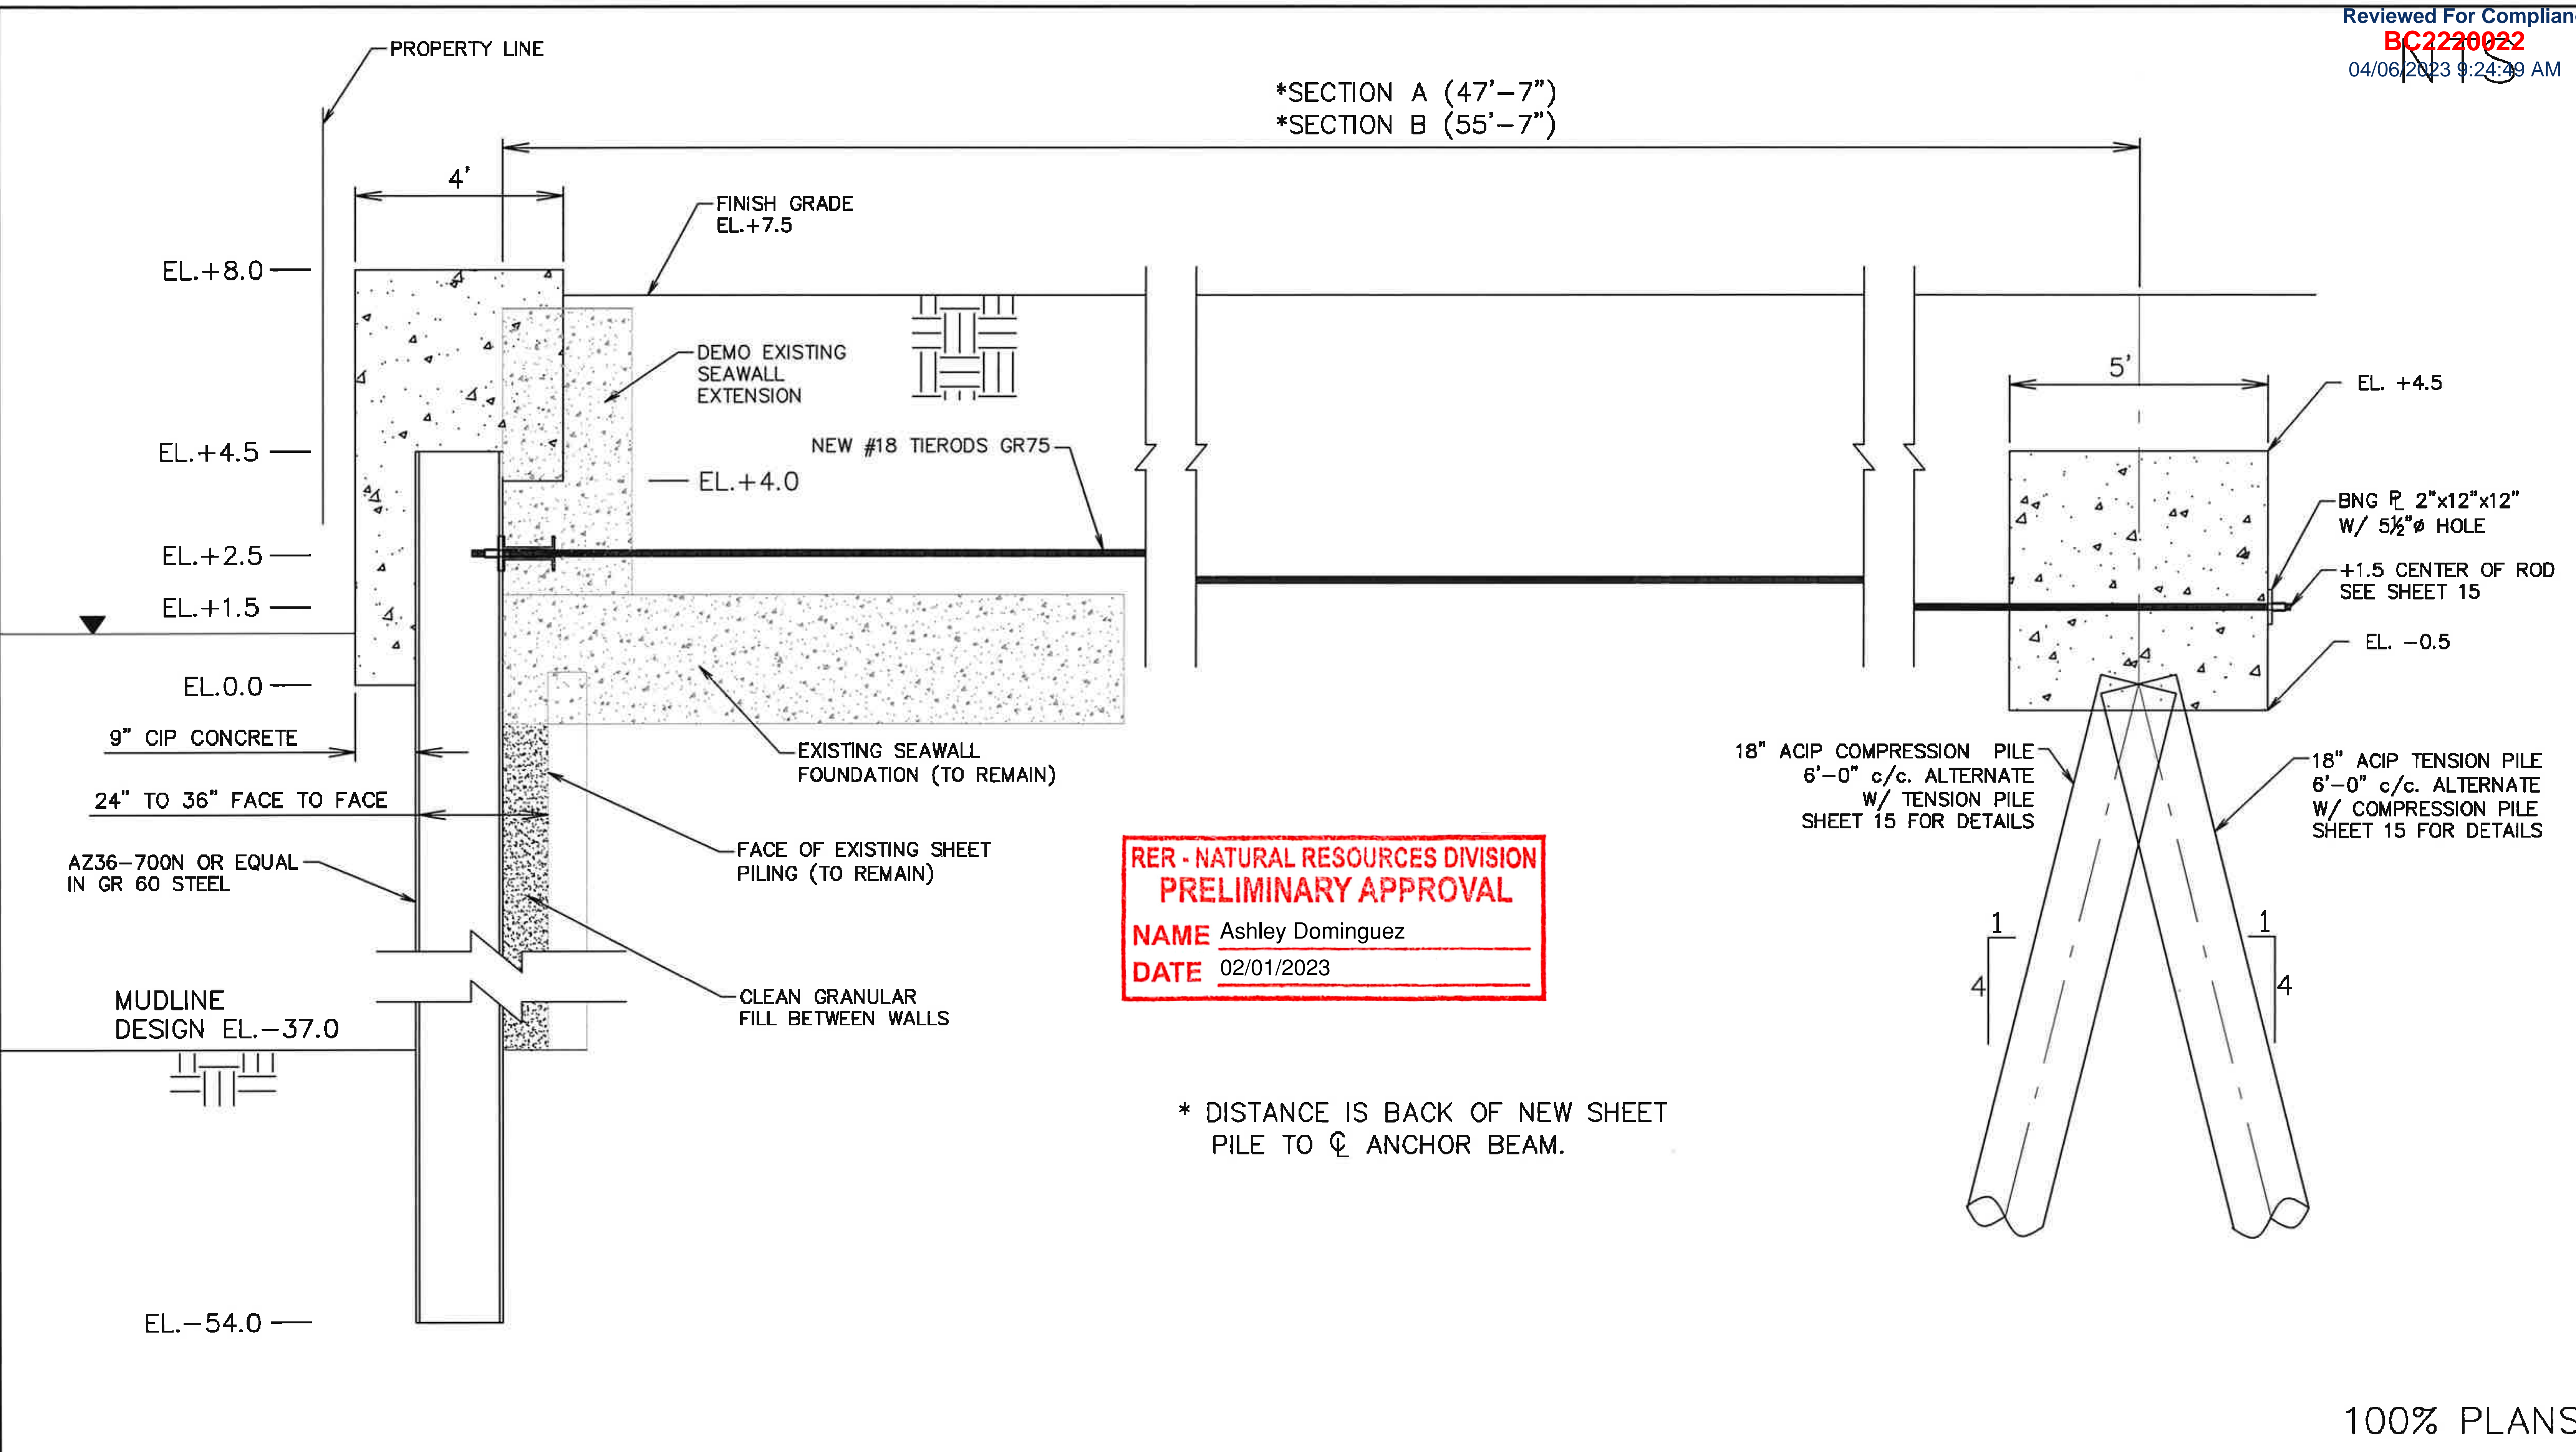 Reviewed For Complian
BC2220022
NTS
04/06/2023 9:24:49 AM
PROPERTY LINE
*SECTION A (47'-7")
*SECTION B (55'-7")
4'
FINISH GRADE
EL.+7.5
EL.+8.0
DEMO EXISTING
SEAWALL
EXTENSION
5'
EL. +4.5
EL.+4.5
NEW #18 TIERODS GR75
EL.+4.0
BNG ⅊ 2"x12"x12"
W/ 5½"ø HOLE
EL.+2.5
+1.5 CENTER OF ROD
SEE SHEET 15
EL.+1.5
EL. -0.5
EL.0.0
9" CIP CONCRETE
EXISTING SEAWALL
FOUNDATION (TO REMAIN)
18" ACIP COMPRESSION PILE
6'-0" c/c. ALTERNATE
W/ TENSION PILE
SHEET 15 FOR DETAILS
18" ACIP TENSION PILE
6'-0" c/c. ALTERNATE
W/ COMPRESSION PILE
SHEET 15 FOR DETAILS
24" TO 36" FACE TO FACE
AZ36-700N OR EQUAL
IN GR 60 STEEL
FACE OF EXISTING SHEET
PILING (TO REMAIN)
RER - NATURAL RESOURCES DIVISION
PRELIMINARY APPROVAL
NAME Ashley Dominguez
DATE 02/01/2023
1
4
1
4
CLEAN GRANULAR
FILL BETWEEN WALLS
MUDLINE
DESIGN EL.-37.0
* DISTANCE IS BACK OF NEW SHEET
PILE TO ℄ ANCHOR BEAM.
EL.-54.0
100% PLANS